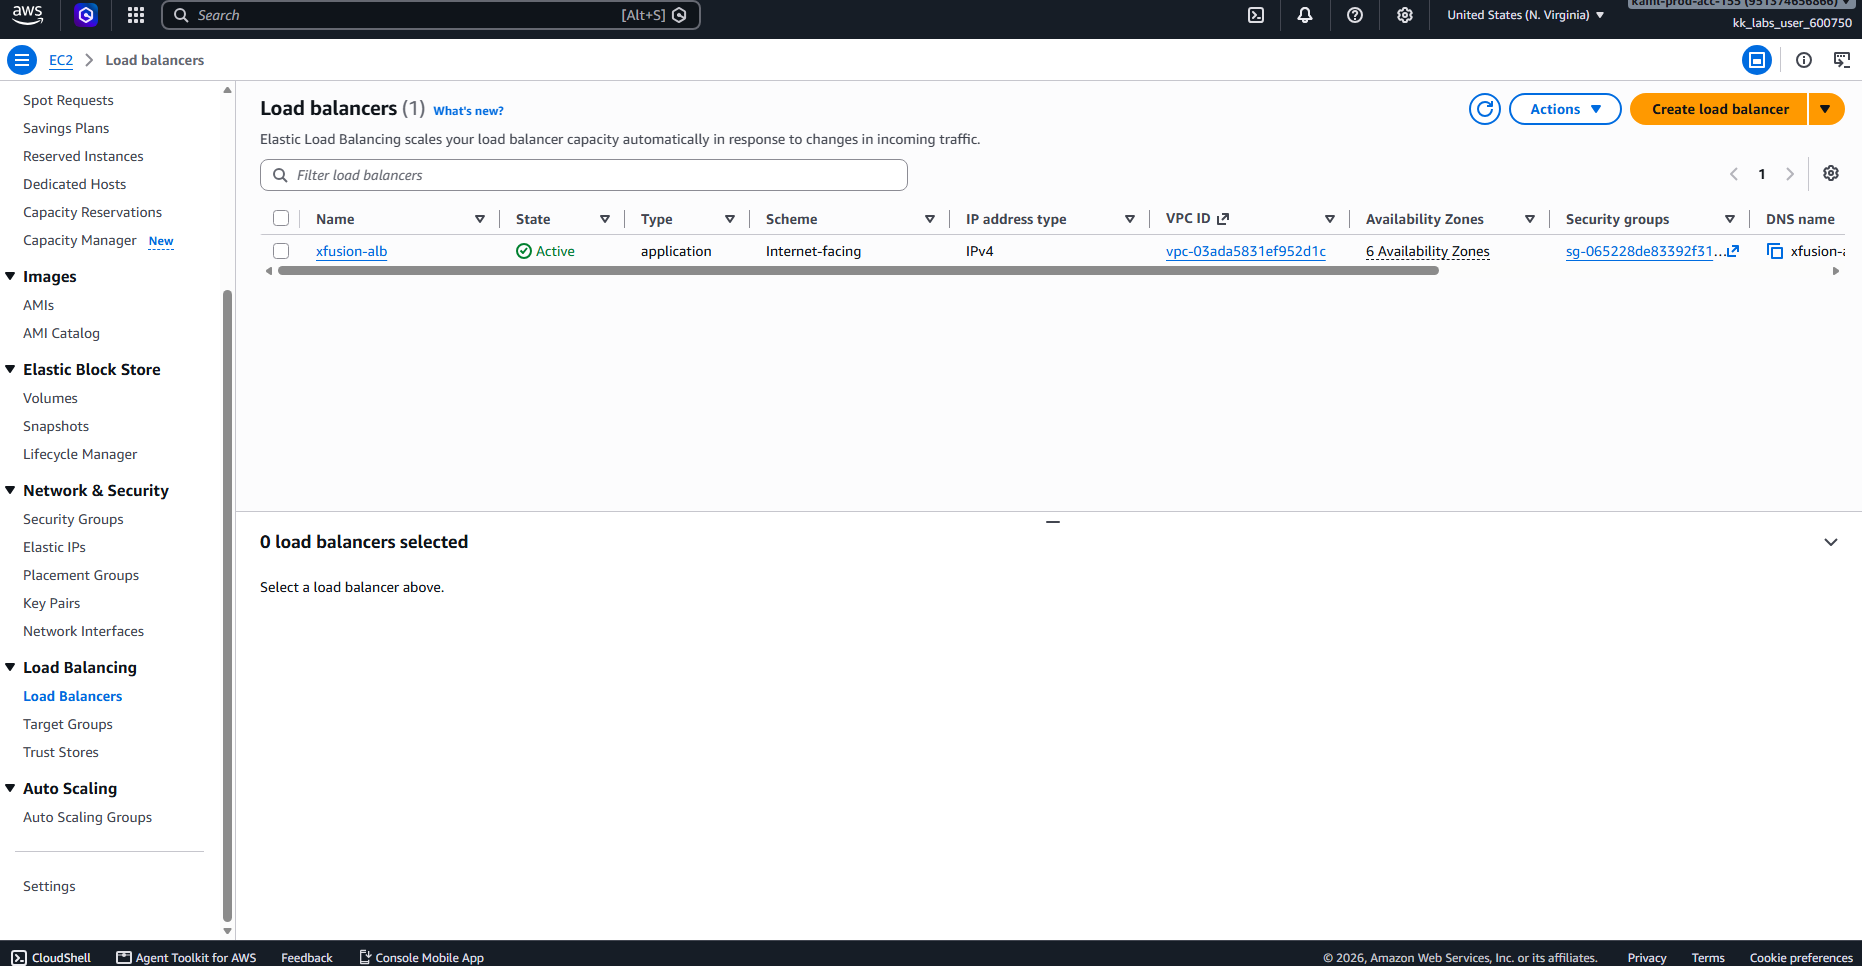 aws
Search [Alt+S]
United States (N. Virginia)
kk_labs_user_600750
EC2 > Load balancers
Spot Requests
Savings Plans
Reserved Instances
Dedicated Hosts
Capacity Reservations
Capacity Manager New
Images
AMIs
AMI Catalog
Elastic Block Store
Volumes
Snapshots
Lifecycle Manager
Network & Security
Security Groups
Elastic IPs
Placement Groups
Key Pairs
Network Interfaces
Load Balancing
Load Balancers
Target Groups
Trust Stores
Auto Scaling
Auto Scaling Groups
Settings
Load balancers (1) What's new?
Actions
Create load balancer
Elastic Load Balancing scales your load balancer capacity automatically in response to changes in incoming traffic.
Filter load balancers
1
Name State Type Scheme IP address type VPC ID Availability Zones Security groups DNS name
xfusion-alb Active application Internet-facing IPv4 vpc-03ada5831ef952d1c 6 Availability Zones sg-065228de83392f31... xfusion-a
0 load balancers selected
Select a load balancer above.
CloudShell Agent Toolkit for AWS Feedback Console Mobile App © 2026, Amazon Web Services, Inc. or its affiliates. Privacy Terms Cookie preferences